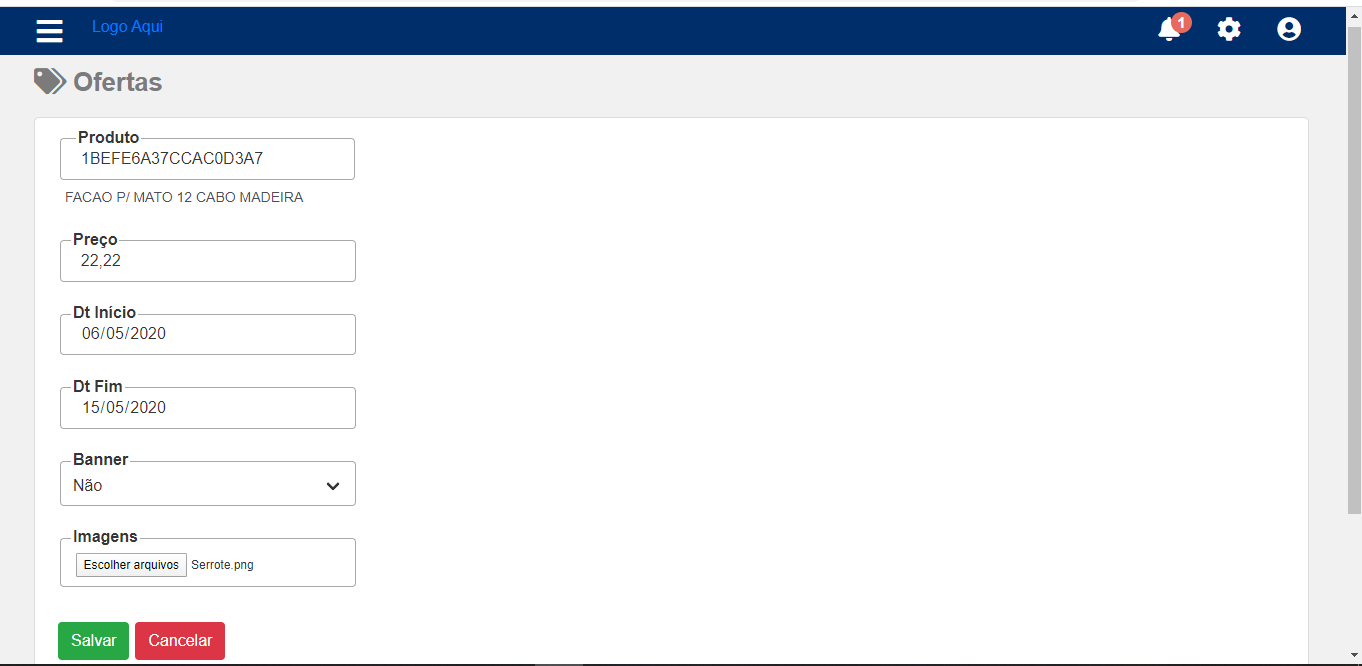 Logo Aqui
1
Ofertas
Produto
1BEFE6A37CCAC0D3A7
FACAO P/ MATO 12 CABO MADEIRA
Preço
22,22
Dt Início
06/05/2020
Dt Fim
15/05/2020
Banner
Não
Imagens
Escolher arquivos Serrote.png
Salvar Cancelar